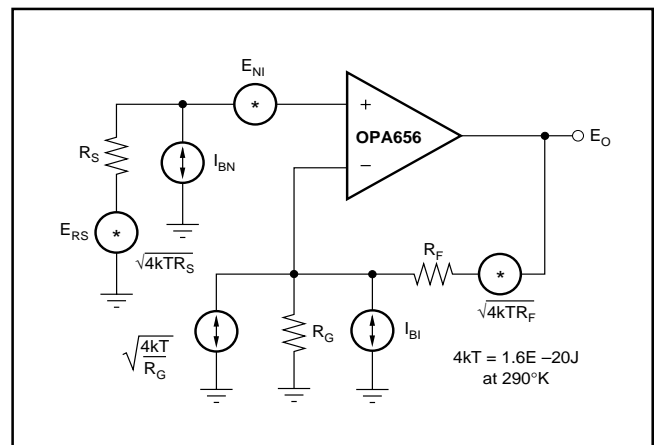 E_NI
+
OPA656
−
E_O
R_S
I_BN
E_RS
√4kTR_S
R_F
√4kTR_F
√4kT/R_G
R_G
I_BI
4kT = 1.6E –20J
at 290°K